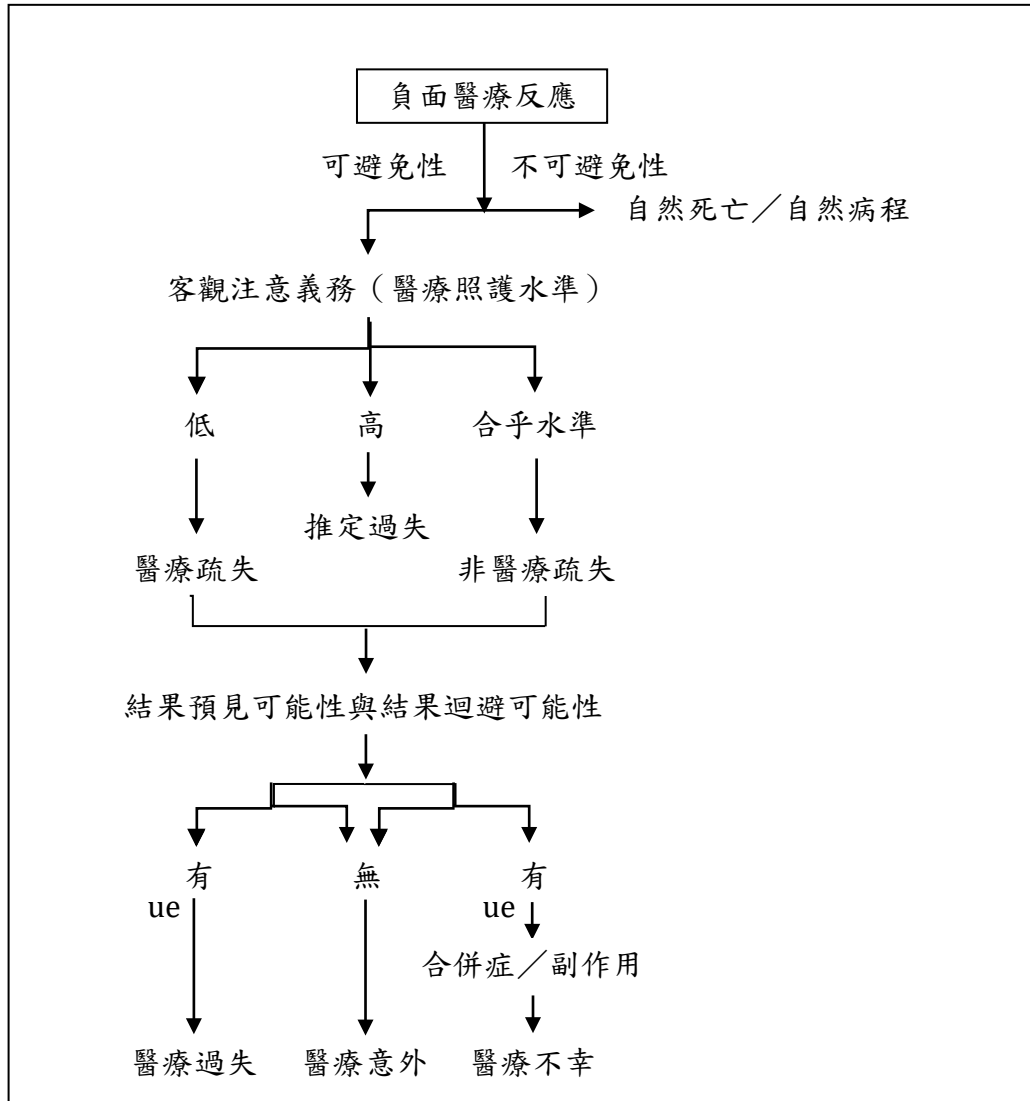 負面醫療反應
可避免性 不可避免性
自然死亡／自然病程
客觀注意義務（醫療照護水準）
低 高 合乎水準
推定過失
醫療疏失 非醫療疏失
結果預見可能性與結果迴避可能性
有 無 有
ue ue
合併症／副作用
醫療過失 醫療意外 醫療不幸